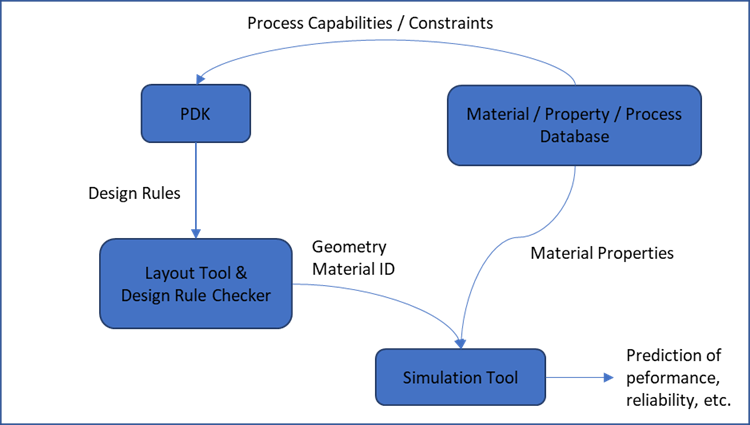 Process Capabilities / Constraints
PDK
Material / Property / Process
Database
Design Rules
Geometry
Material ID
Material Properties
Layout Tool &
Design Rule Checker
Simulation Tool
Prediction of
peformance,
reliability, etc.